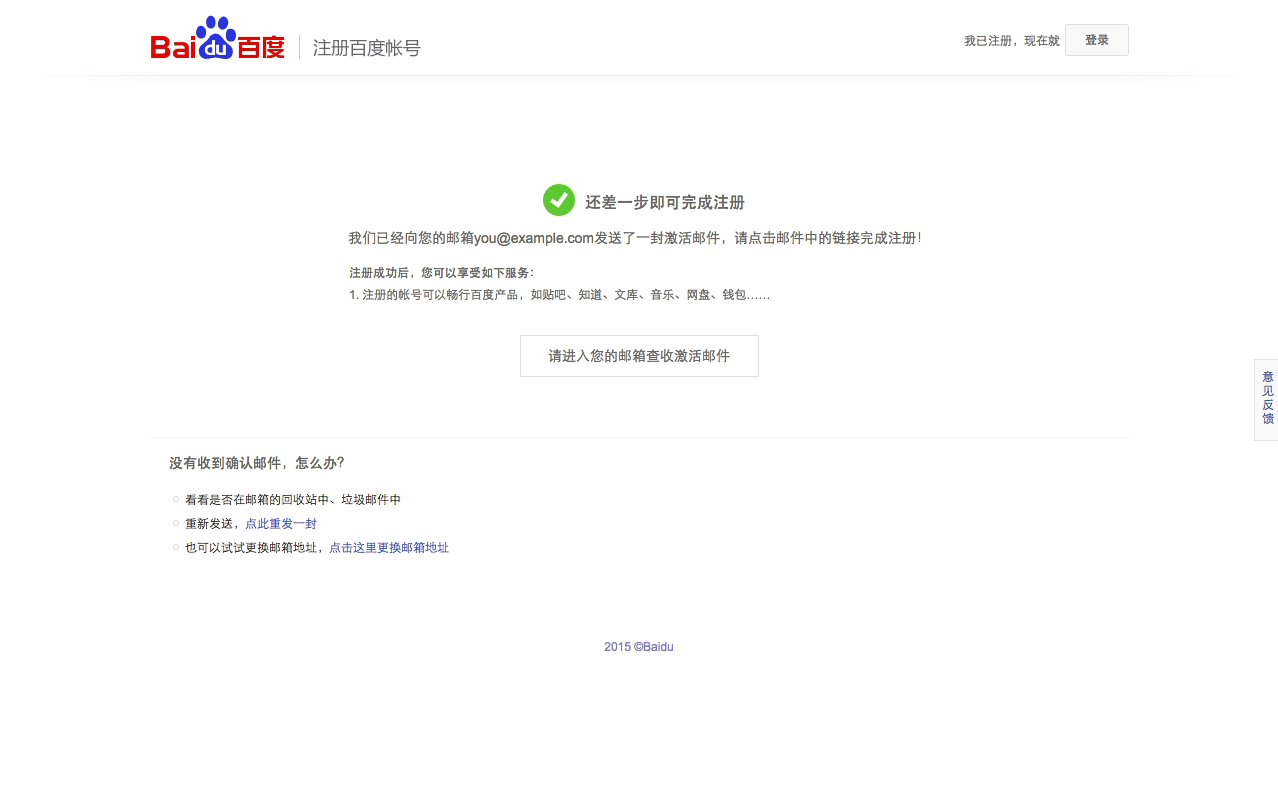 Baidu百度
注册百度帐号
我已注册，现在就 登录
还差一步即可完成注册
我们已经向您的邮箱you@example.com发送了一封激活邮件，请点击邮件中的链接完成注册！
注册成功后，您可以享受如下服务：
1. 注册的帐号可以畅行百度产品，如贴吧、知道、文库、音乐、网盘、钱包……
请进入您的邮箱查收激活邮件
意见反馈
没有收到确认邮件，怎么办？
看看是否在邮箱的回收站中、垃圾邮件中
重新发送，点此重发一封
也可以试试更换邮箱地址，点击这里更换邮箱地址
2015 ©Baidu